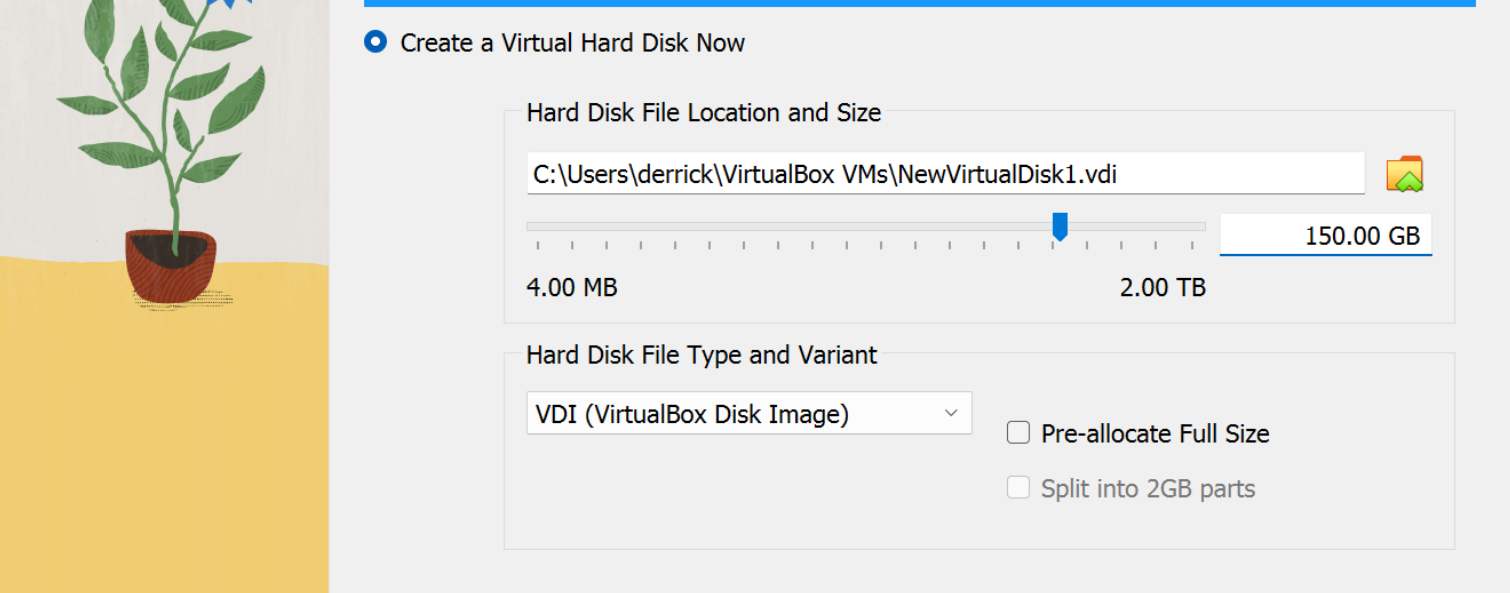 Create a Virtual Hard Disk Now
Hard Disk File Location and Size
C:\Users\derrick\VirtualBox VMs\NewVirtualDisk1.vdi
150.00 GB
4.00 MB
2.00 TB
Hard Disk File Type and Variant
VDI (VirtualBox Disk Image)
Pre-allocate Full Size
Split into 2GB parts